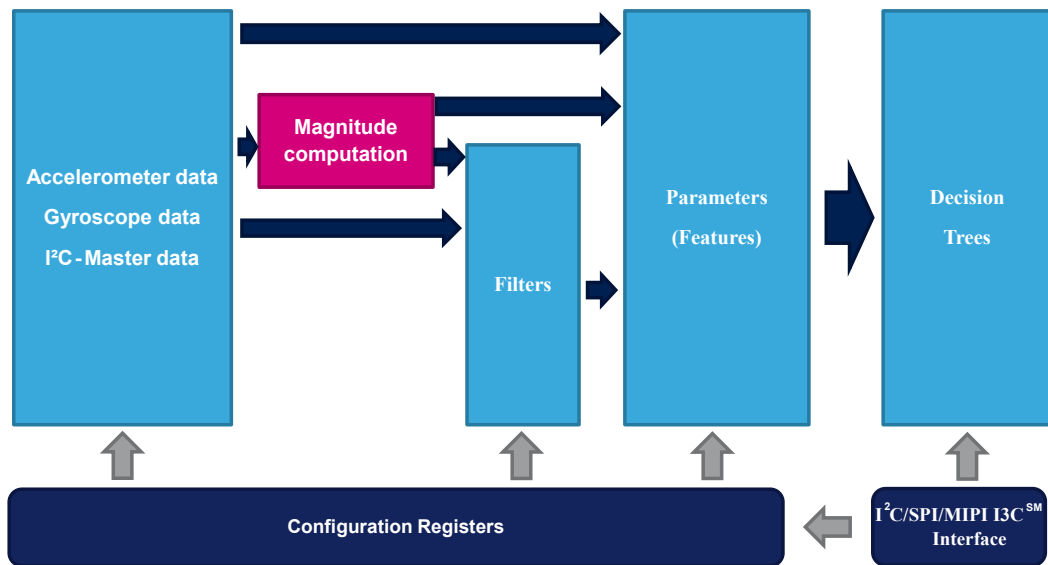 Accelerometer data
Gyroscope data
I²C - Master data
Magnitude
computation
Filters
Parameters
(Features)
Decision
Trees
Configuration Registers
I²C/SPI/MIPI I3C℠
Interface